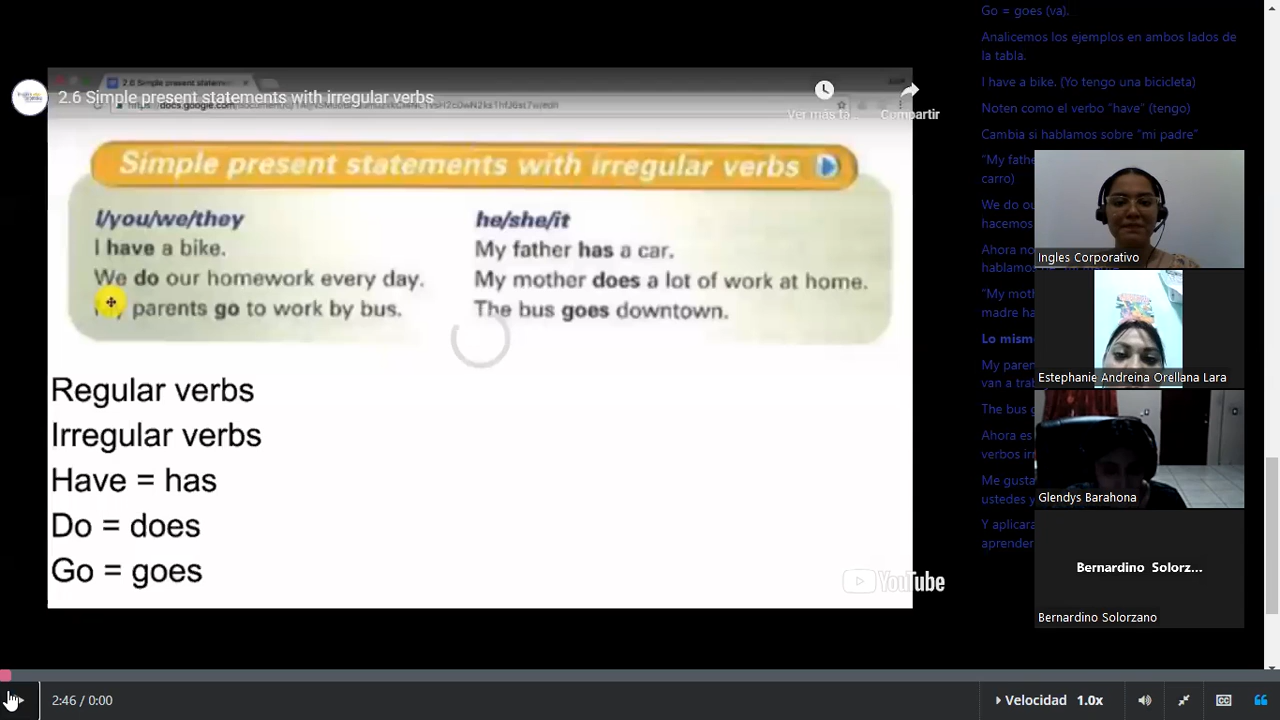 2.6 Simple present statements with irregular verbs
Ver más ta...
Compartir
Simple present statements with irregular verbs
I/you/we/they
I have a bike.
We do our homework every day.
parents go to work by bus.
he/she/it
My father has a car.
My mother does a lot of work at home.
The bus goes downtown.
Regular verbs
Irregular verbs
Have = has
Do = does
Go = goes
YouTube
Go = goes (va).
Analicemos los ejemplos en ambos lados de
la tabla.
I have a bike. (Yo tengo una bicicleta)
Noten como el verbo "have" (tengo)
Cambia si hablamos sobre "mi padre"
"My fathe
carro)
We do ou
hacemos
Ahora no
hablamos
"My moth
madre ha
Lo mism
My paren
van a trab
The bus g
Ahora es
verbos irr
Me gusta
ustedes y
Y aplicara
aprender
Ingles Corporativo
Estephanie Andreina Orellana Lara
Glendys Barahona
Bernardino Solorz...
Bernardino Solorzano
2:46 / 0:00
Velocidad 1.0x
CC